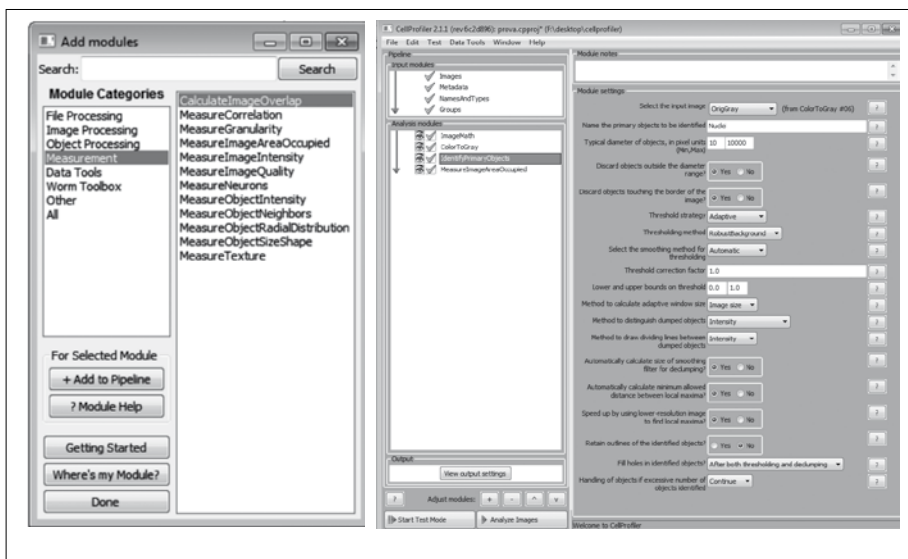 Add modules
Search:
Search
Module Categories
File Processing
Image Processing
Object Processing
Measurement
Data Tools
Worm Toolbox
Other
All
CalculateImageOverlap
MeasureCorrelation
MeasureGranularity
MeasureImageAreaOccupied
MeasureImageIntensity
MeasureImageQuality
MeasureNeurons
MeasureObjectIntensity
MeasureObjectNeighbors
MeasureObjectRadialDistribution
MeasureObjectSizeShape
MeasureTexture
For Selected Module
+ Add to Pipeline
? Module Help
Getting Started
Where's my Module?
Done
CellProfiler 2.1.1 (rev6c2d896): prova.cpproj* (F:\desktop\cellprofiler)
File Edit Test Data Tools Window Help
Pipeline
Input modules
Images
Metadata
NamesAndTypes
Groups
Analysis modules
ImageMath
ColorToGray
IdentifyPrimaryObjects
MeasureImageAreaOccupied
Output
View output settings
? Adjust modules: + - ^ v
Start Test Mode
Analyze Images
Module notes
Module settings
Select the input image OrigGray (from ColorToGray #06) ?
Name the primary objects to be identified ?
Typical diameter of objects, in pixel units (Min,Max) 10 10000 ?
Discard objects outside the diameter range? Yes No ?
Discard objects touching the border of the image? Yes No ?
Threshold strategy Adaptive ?
Thresholding method RobustBackground ?
Select the smoothing method for thresholding Automatic ?
Threshold correction factor 1.0 ?
Lower and upper bounds on threshold 0.0 1.0 ?
Method to calculate adaptive window size Image size ?
Method to distinguish clumped objects Intensity ?
Method to draw dividing lines between clumped objects Intensity ?
Automatically calculate size of smoothing filter for declumping? Yes No ?
Automatically calculate minimum allowed distance between local maxima? Yes No ?
Speed up by using lower-resolution image to find local maxima? Yes No ?
Retain outlines of the identified objects? Yes No ?
Fill holes in identified objects? After both thresholding and declumping ?
Handling of objects if excessive number of objects identified Continue ?
Welcome to CellProfiler